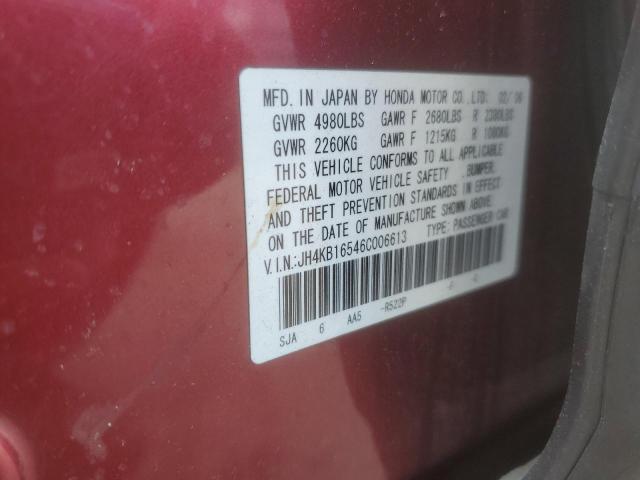 MFD. IN JAPAN BY HONDA MOTOR CO., LTD: 02/06
GVWR 4980LBS GAWR F 2680LBS R 2380LBS
GVWR 2260KG GAWR F 1215KG R 1080KG
THIS VEHICLE CONFORMS TO ALL APPLICABLE
FEDERAL MOTOR VEHICLE SAFETY , BUMPER,
AND THEFT PREVENTION STANDARDS IN EFFECT
ON THE DATE OF MANUFACTURE SHOWN ABOVE.
V.I.N.:JH4KB16546C006613 TYPE: PASSENGER CAR
SJA 6 AA5 -R522P